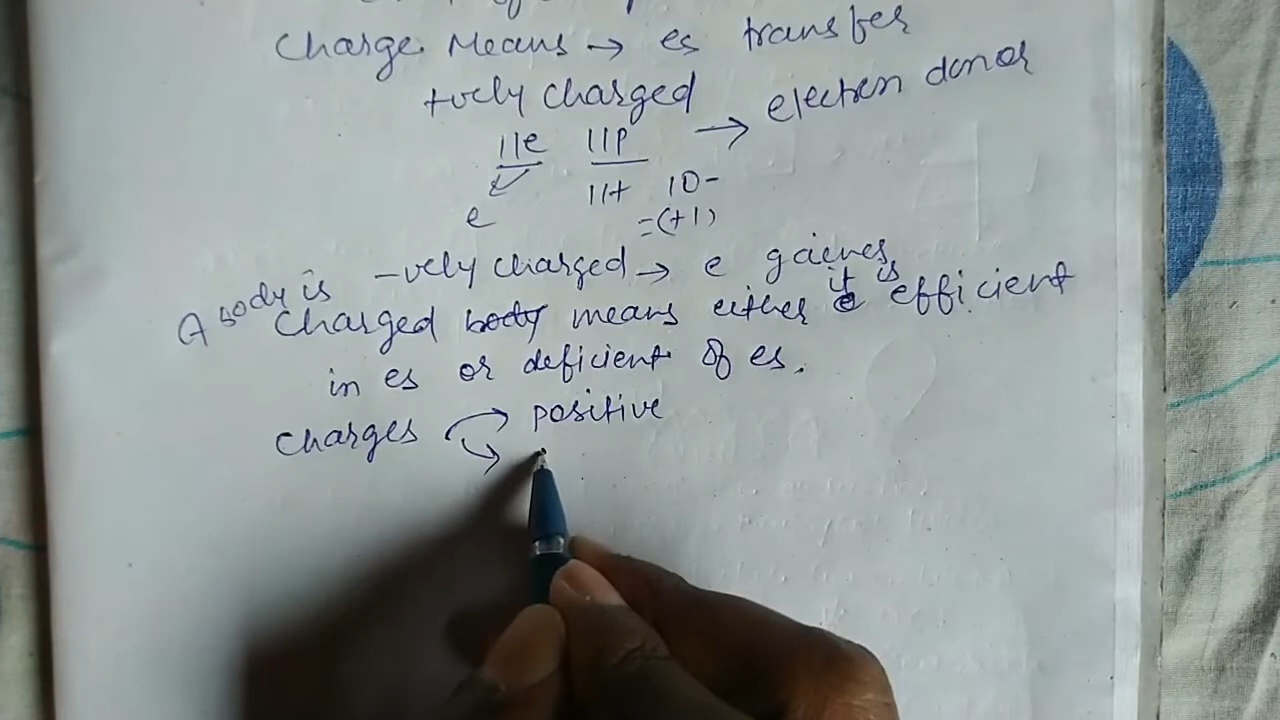 Charge Means → es transfer
+vely charged → electron donor
11e 11p
e 11+ 10-
=(+1)
-vely charged → e gaines
A body is charged body means either it is efficient
in es or deficient of es.
charges → positive